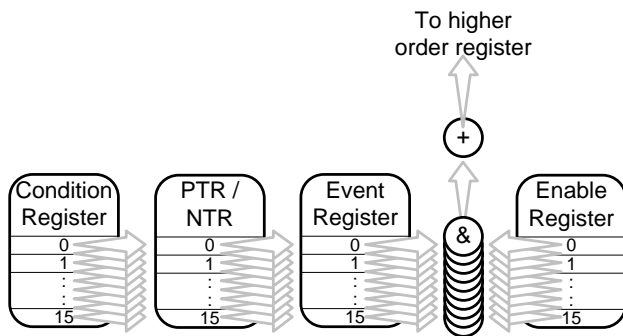 To higher
order register
+
Condition
Register
0
1
:
:
15
PTR /
NTR
0
1
:
:
15
Event
Register
0
1
:
:
15
&
Enable
Register
0
1
:
:
15